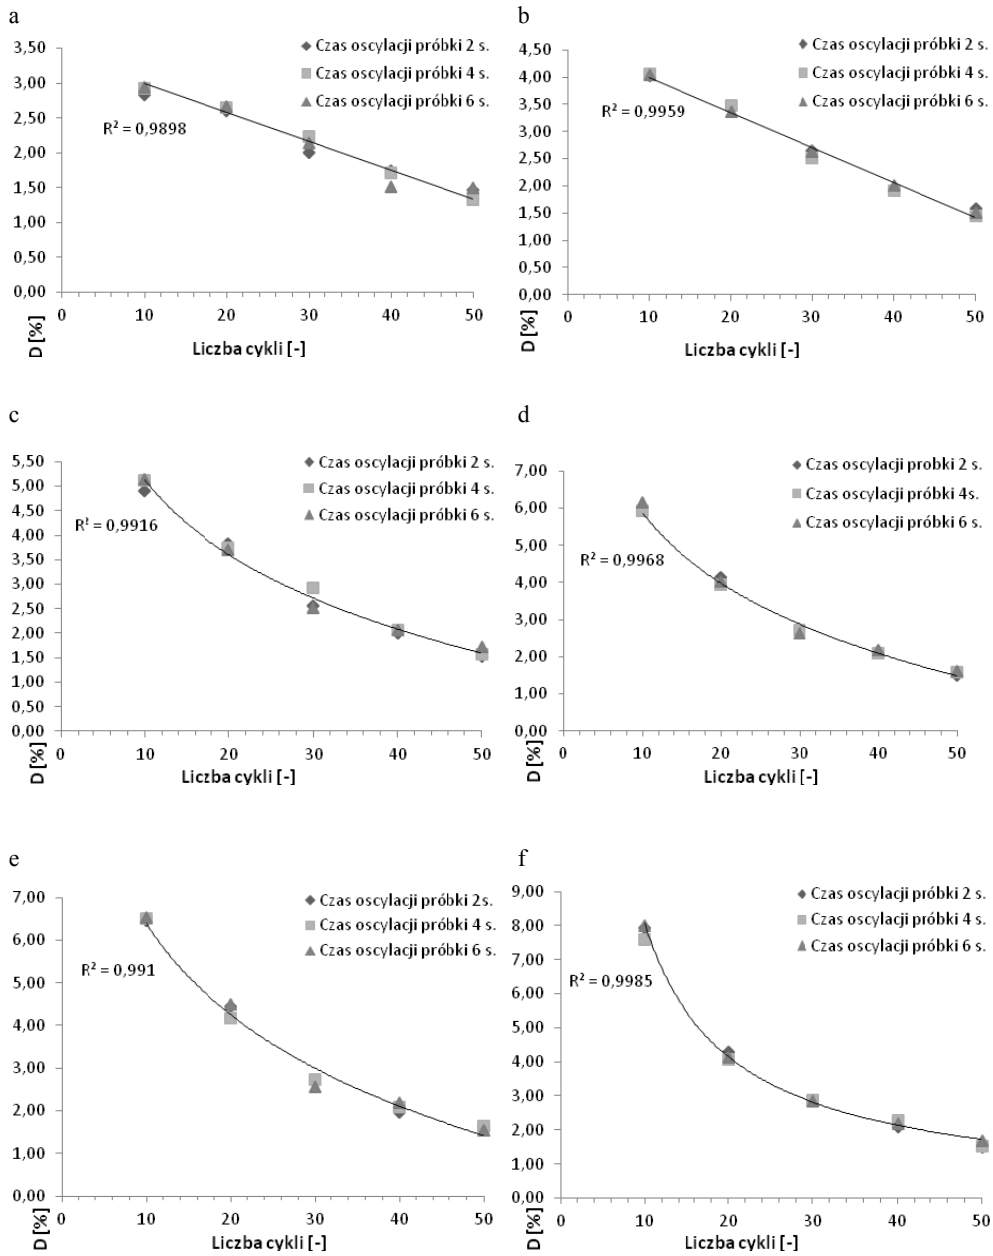 a
3,50
3,00
2,50
2,00
1,50
1,00
0,50
0,00
Czas oscylacji próbki 2 s.
Czas oscylacji próbki 4 s.
Czas oscylacji próbki 6 s.
R² = 0,9898
0 10 20 30 40 50
D [%]
Liczba cykli [-]
b
4,50
4,00
3,50
3,00
2,50
2,00
1,50
1,00
0,50
0,00
Czas oscylacji próbki 2 s.
Czas oscylacji próbki 4 s.
Czas oscylacji próbki 6 s.
R² = 0,9959
0 10 20 30 40 50
D [%]
Liczba cykli [-]
c
5,50
5,00
4,50
4,00
3,50
3,00
2,50
2,00
1,50
1,00
0,50
0,00
Czas oscylacji próbki 2 s.
Czas oscylacji próbki 4 s.
Czas oscylacji próbki 6 s.
R² = 0,9916
0 10 20 30 40 50
D [%]
Liczba cykli [-]
d
7,00
6,00
5,00
4,00
3,00
2,00
1,00
0,00
Czas oscylacji probki 2 s.
Czas oscylacji próbki 4s.
Czas oscylacji próbki 6 s.
R² = 0,9968
0 10 20 30 40 50
D [%]
Liczba cykli [-]
e
7,00
6,00
5,00
4,00
3,00
2,00
1,00
0,00
Czas oscylacji próbki 2s.
Czas oscylacji próbki 4 s.
Czas oscylacji próbki 6 s.
R² = 0,991
0 10 20 30 40 50
D [%]
Liczba cykli [-]
f
9,00
8,00
7,00
6,00
5,00
4,00
3,00
2,00
1,00
0,00
Czas oscylacji próbki 2 s.
Czas oscylacji próbki 4 s.
Czas oscylacji próbki 6 s.
R² = 0,9985
0 10 20 30 40 50
D [%]
Liczba cykli [-]